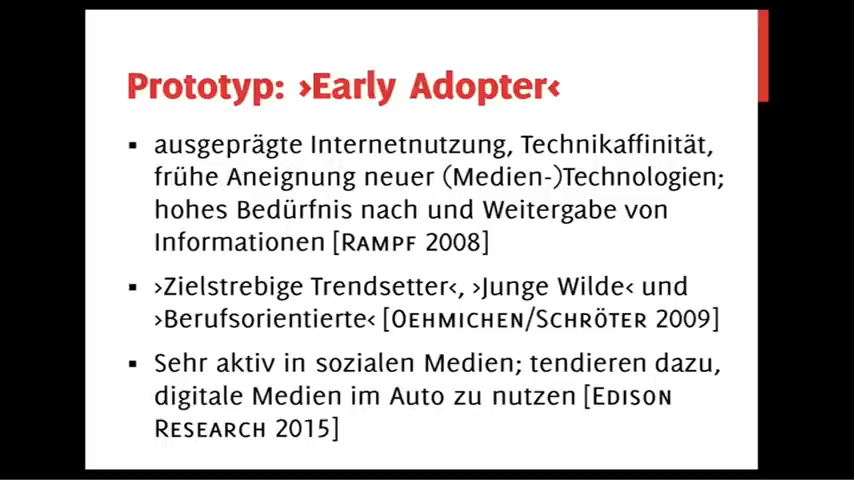 Prototyp: ›Early Adopter‹
▪ ausgeprägte Internetnutzung, Technikaffinität,
frühe Aneignung neuer (Medien-)Technologien;
hohes Bedürfnis nach und Weitergabe von
Informationen [RAMPF 2008]
▪ ›Zielstrebige Trendsetter‹, ›Junge Wilde‹ und
›Berufsorientierte‹ [OEHMICHEN/SCHRÖTER 2009]
▪ Sehr aktiv in sozialen Medien; tendieren dazu,
digitale Medien im Auto zu nutzen [EDISON
RESEARCH 2015]